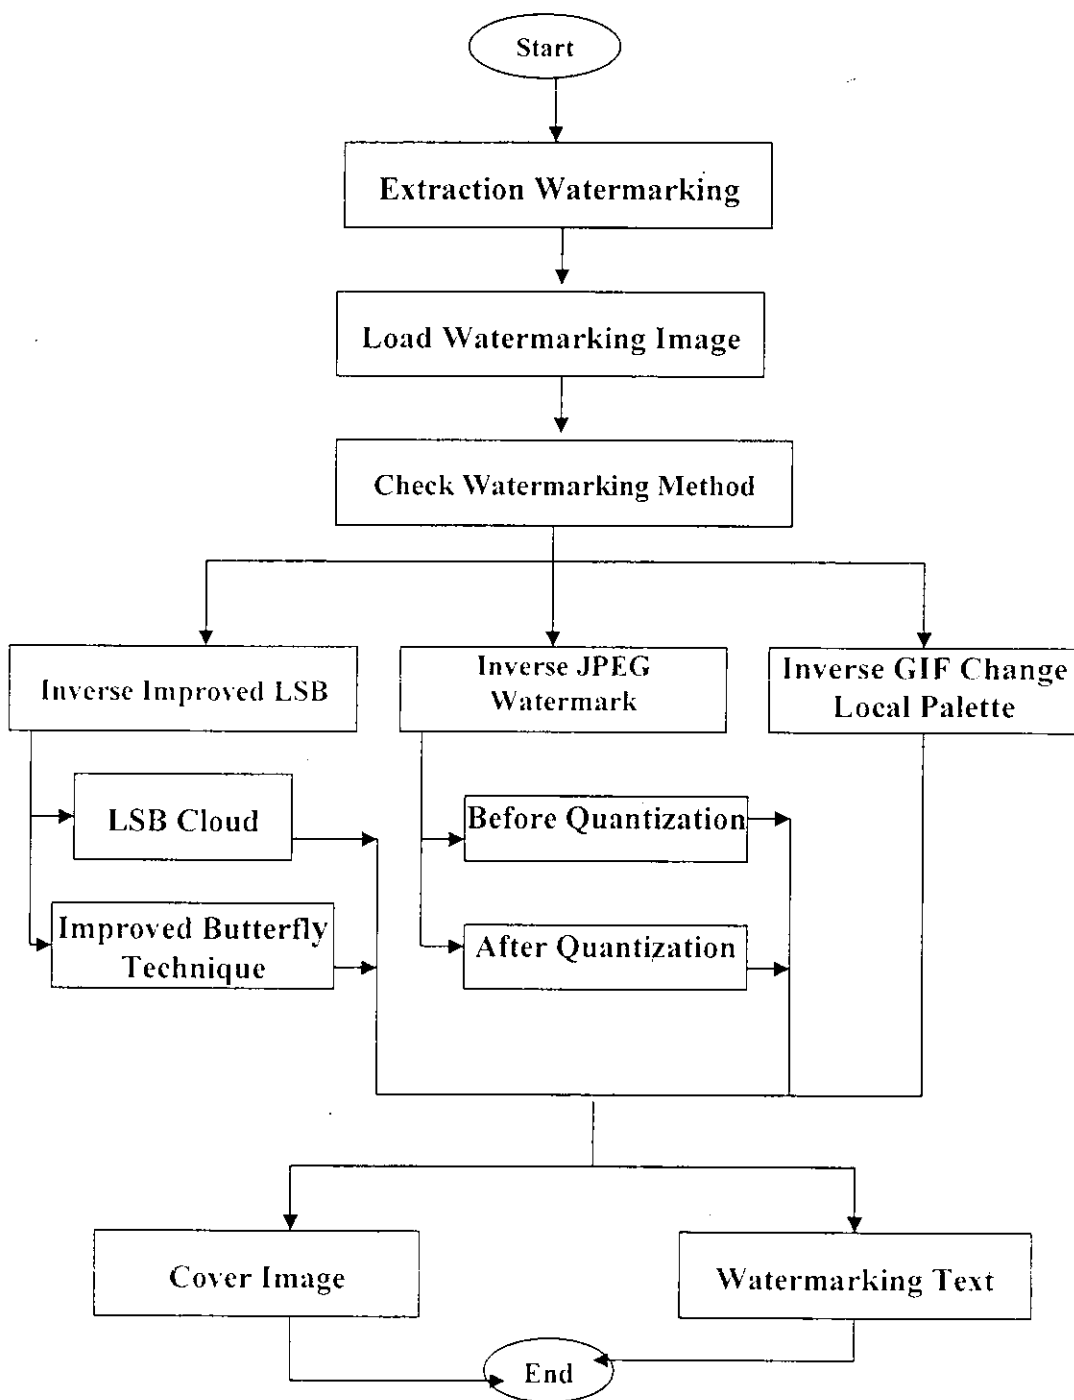 Start
Extraction Watermarking
Load Watermarking Image
Check Watermarking Method
Inverse Improved LSB
Inverse JPEG
Watermark
Inverse GIF Change
Local Palette
LSB Cloud
Before Quantization
Improved Butterfly
Technique
After Quantization
Cover Image
Watermarking Text
End